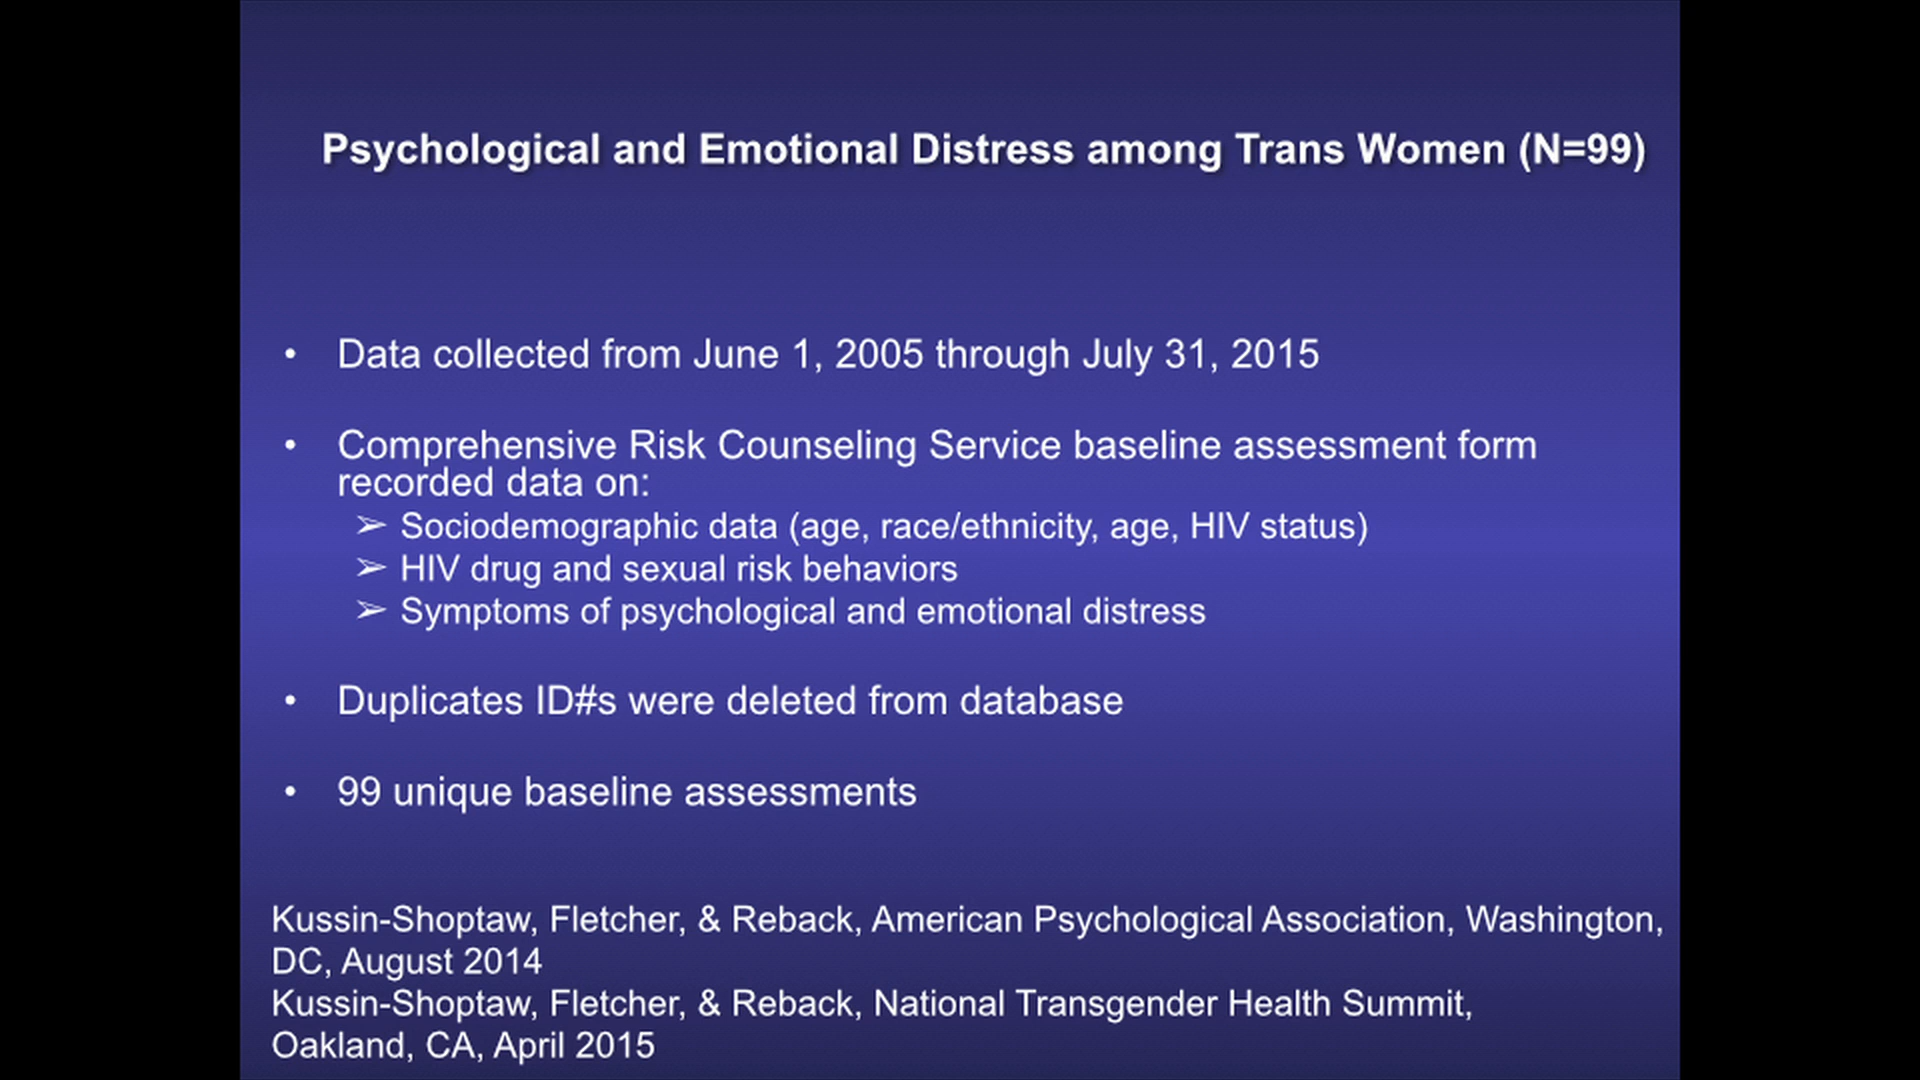 Psychological and Emotional Distress among Trans Women (N=99)
• Data collected from June 1, 2005 through July 31, 2015
• Comprehensive Risk Counseling Service baseline assessment form
recorded data on:
➢ Sociodemographic data (age, race/ethnicity, age, HIV status)
➢ HIV drug and sexual risk behaviors
➢ Symptoms of psychological and emotional distress
• Duplicates ID#s were deleted from database
• 99 unique baseline assessments
Kussin-Shoptaw, Fletcher, & Reback, American Psychological Association, Washington,
DC, August 2014
Kussin-Shoptaw, Fletcher, & Reback, National Transgender Health Summit,
Oakland, CA, April 2015